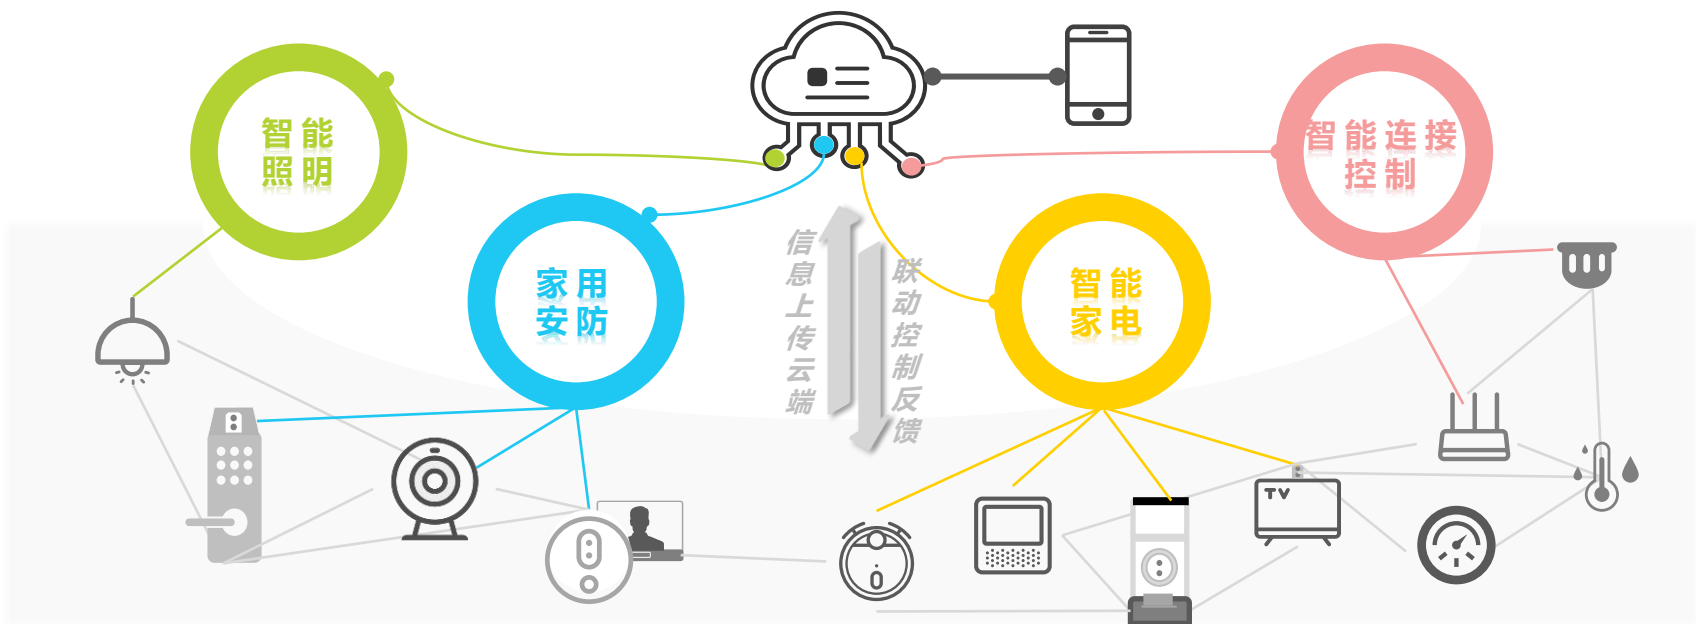 智能
照明
家用
安防
信息上传云端
联动控制反馈
智能
家电
智能连接
控制
TV